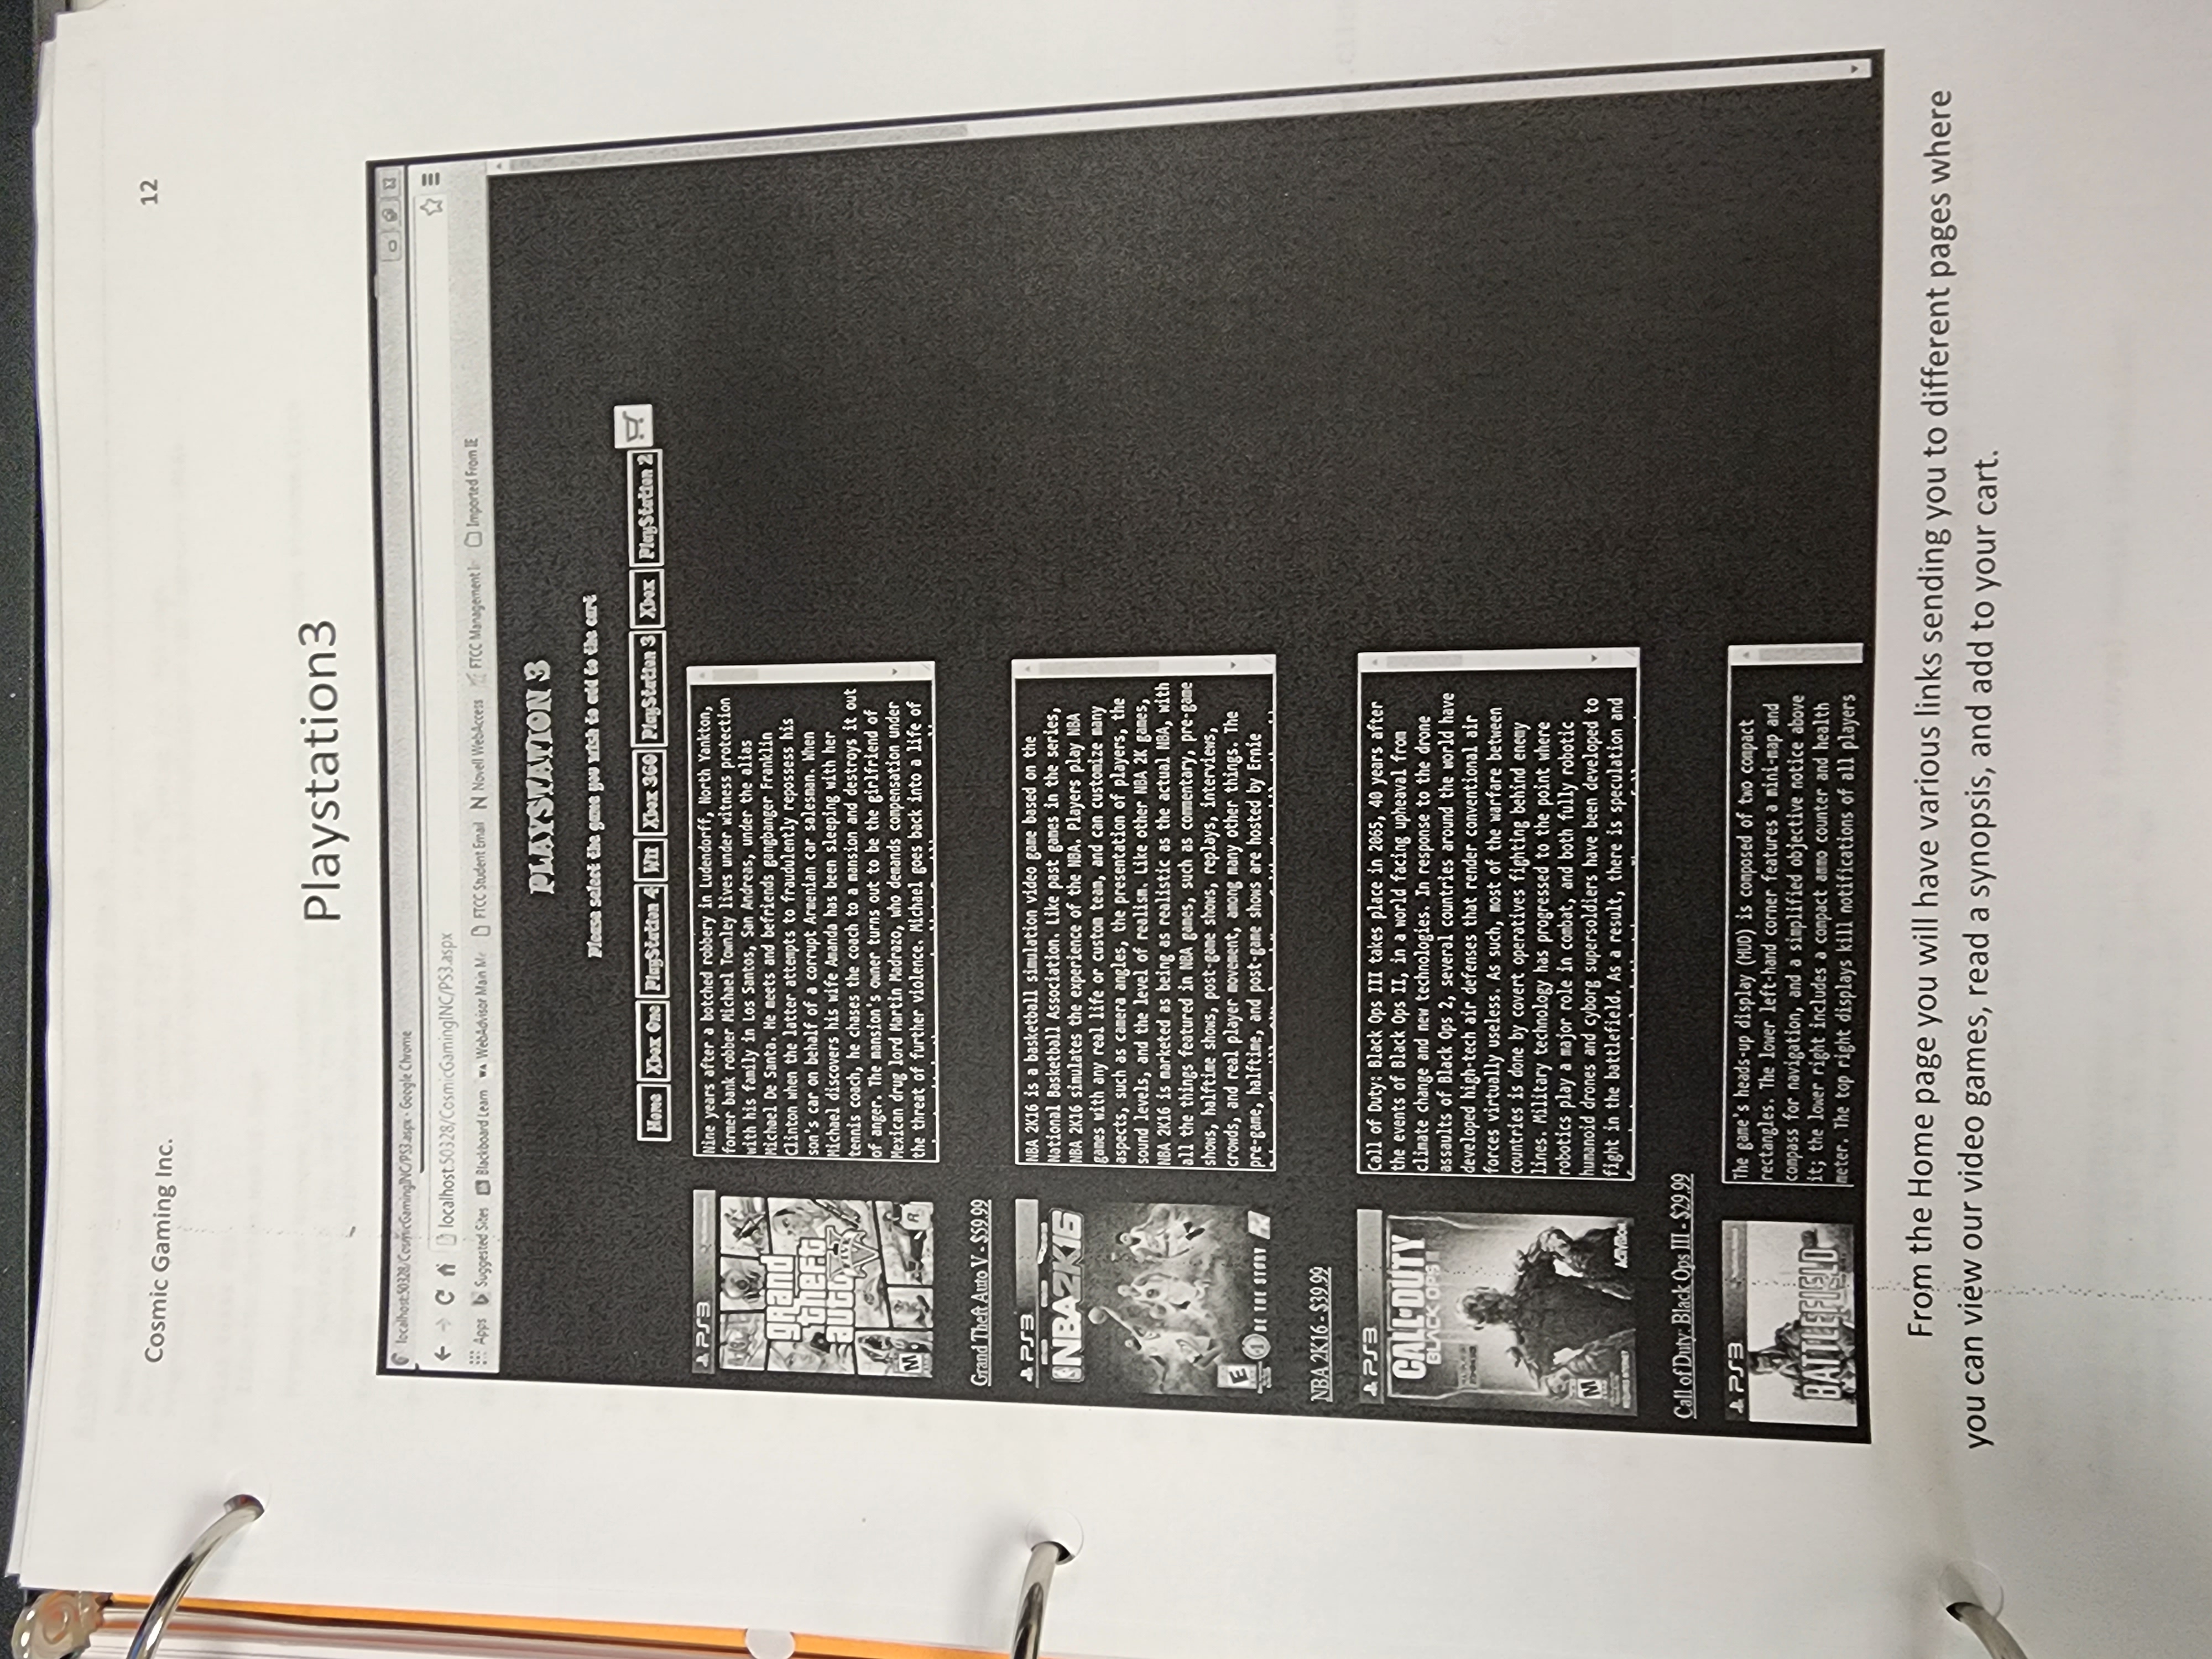 Cosmic Gaming Inc.
12
Playstation3
localhost:50328/CosmicGamingINC/PS3.aspx - Google Chrome
localhost:50328/CosmicGamingINC/PS3.aspx
Apps Suggested Sites Blackboard Learn WA WebAdvisor Main M FTCC Student Email N Novell WebAccess FTCC Management I Imported From IE
PLAYSTATION 3
Please select the game you wish to add to the cart
Home Xbox One PlayStation 4 Wii Xbox 360 PlayStation 3 Xbox PlayStation 2
PS3
grand
theft
auto
V
FIVE
M
R
Nine years after a botched robbery in Ludendorff, North Yankton,
former bank robber Michael Townley lives under witness protection
with his family in Los Santos, San Andreas, under the alias
Michael De Santa. He meets and befriends gangbanger Franklin
Clinton when the latter attempts to fraudulently repossess his
son's car on behalf of a corrupt Armenian car salesman. When
Michael discovers his wife Amanda has been sleeping with her
tennis coach, he chases the coach to a mansion and destroys it out
of anger. The mansion's owner turns out to be the girlfriend of
Mexican drug lord Martin Madrazo, who demands compensation under
the threat of further violence. Michael goes back into a life of
Grand Theft Auto V - $59.99
PS3
NBA2K16
E
BE THE STORY
NBA 2K16 is a basketball simulation video game based on the
National Basketball Association. Like past games in the series,
NBA 2K16 simulates the experience of the NBA. Players play NBA
games with any real life or custom team, and can customize many
aspects, such as camera angles, the presentation of players, the
sound levels, and the level of realism. Like other NBA 2K games,
NBA 2K16 is marketed as being as realistic as the actual NBA, with
all the things featured in NBA games, such as commentary, pre-game
shows, halftime shows, post-game shows, replays, interviews,
crowds, and real player movement, among many other things. The
pre-game, halftime, and post-game shows are hosted by Ernie
NBA 2K16 - $39.99
PS3
CALL OF DUTY
BLACK OPS III
M
REQUIRES INTERNET
ACTIVISION
Call of Duty: Black Ops III takes place in 2065, 40 years after
the events of Black Ops II, in a world facing upheaval from
climate change and new technologies. In response to the drone
assaults of Black Ops 2, several countries around the world have
developed high-tech air defenses that render conventional air
forces virtually useless. As such, most of the warfare between
countries is done by covert operatives fighting behind enemy
lines. Military technology has progressed to the point where
robotics play a major role in combat, and both fully robotic
humanoid drones and cyborg supersoldiers have been developed to
fight in the battlefield. As a result, there is speculation and
Call of Duty: Black Ops III - $29.99
PS3
BATTLEFIELD
The game's heads-up display (HUD) is composed of two compact
rectangles. The lower left-hand corner features a mini-map and
compass for navigation, and a simplified objective notice above
it; the lower right includes a compact ammo counter and health
meter. The top right displays kill notifications of all players
From the Home page you will have various links sending you to different pages where
you can view our video games, read a synopsis, and add to your cart.